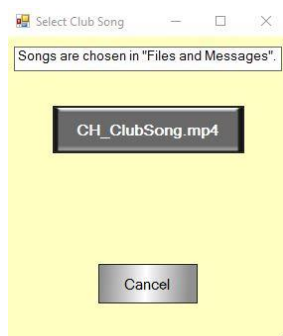 Select Club Song
Songs are chosen in "Files and Messages".
CH_ClubSong.mp4
Cancel